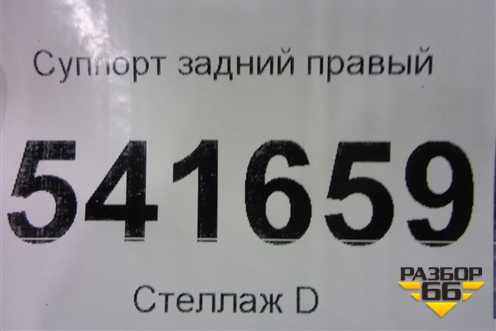 Суппорт задний правый
541659
Стеллаж D
РАЗБОР
66